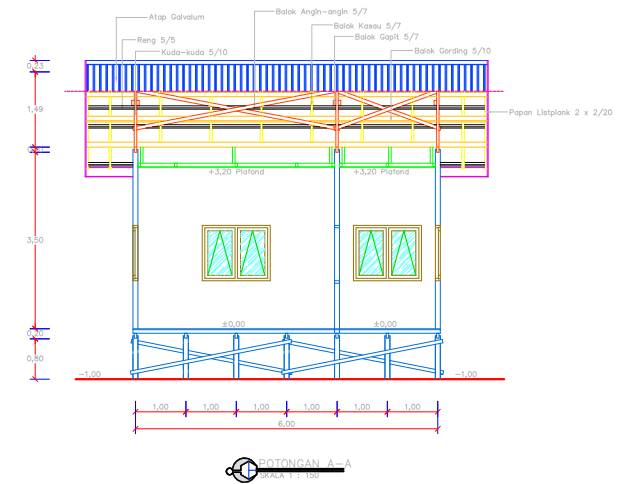 Balok Angin-angin 5/7
Atap Galvalum
Balok Kasau 5/7
Balok Gapit 5/7
Reng 5/5
Kuda-kuda 5/10
Balok Gording 5/10
0,23
1,49
Papan Listplank 2 x 2/20
+3,20 Plafond
+3,20 Plafond
3,50
±0,00
±0,00
0,20
0,80
-1,00
-1,00
1,00 1,00 1,00 1,00 1,00 1,00
6,00
POTONGAN A-A
SKALA 1 : 150